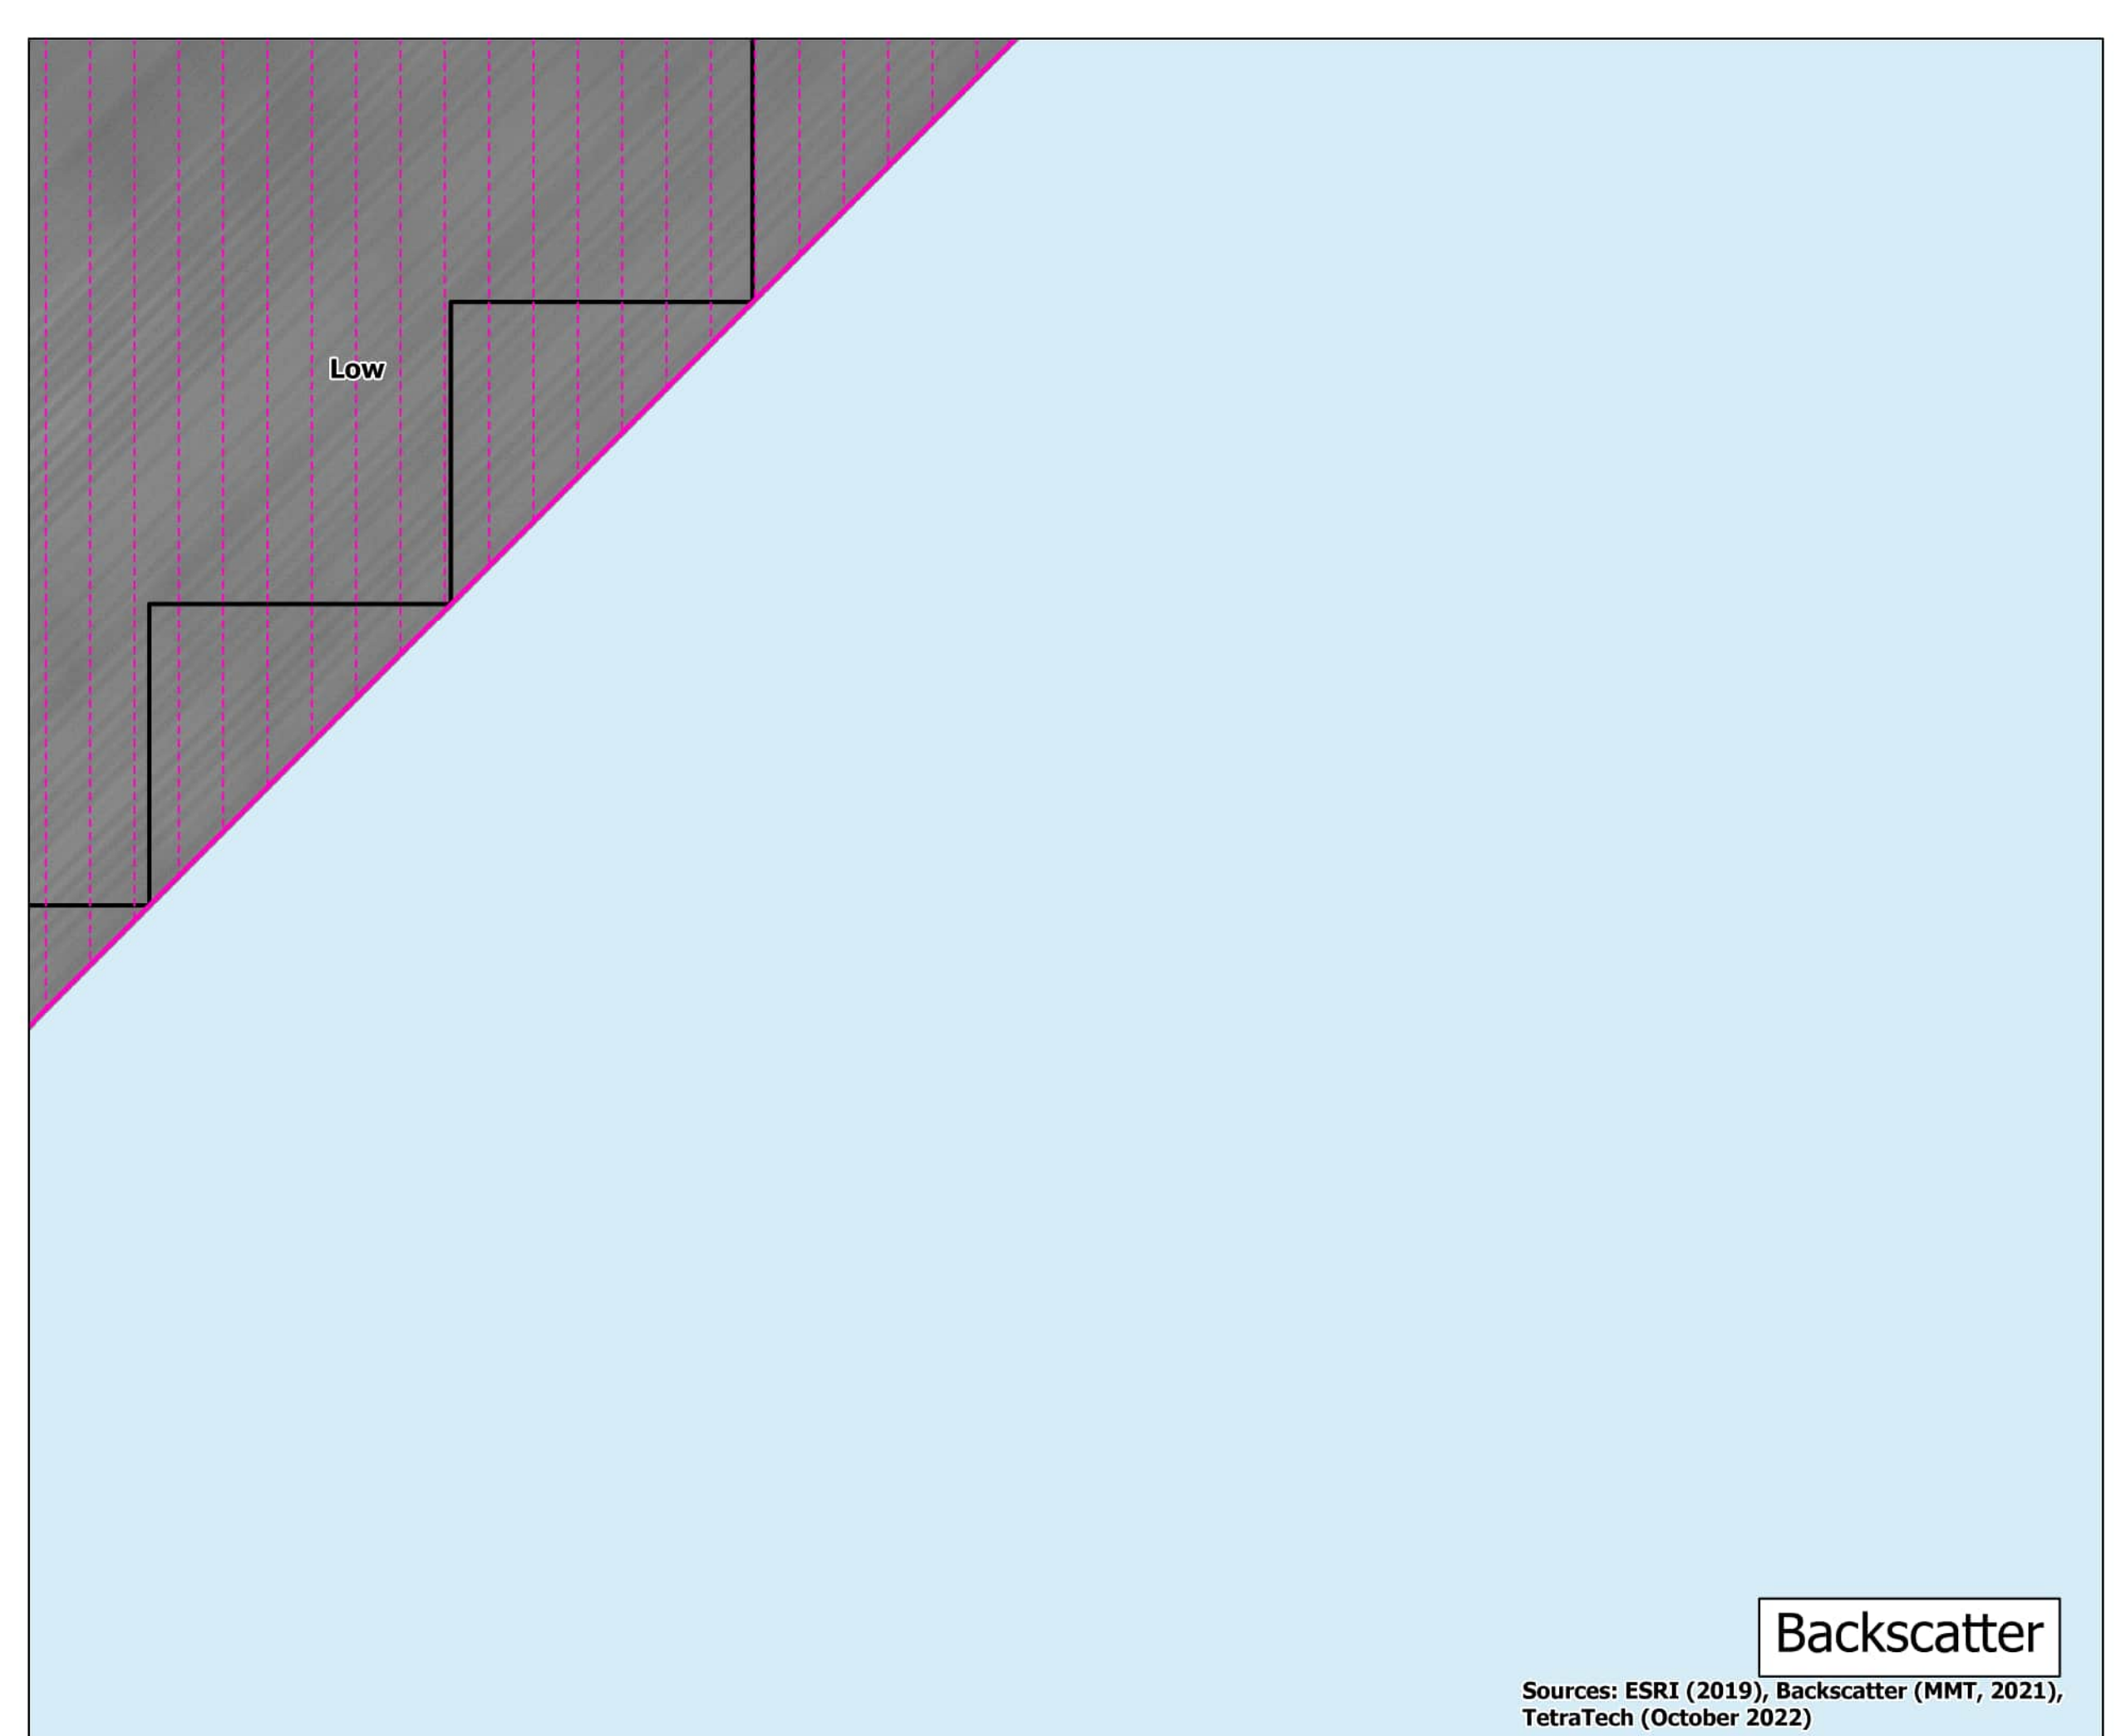 Low
Backscatter
Sources: ESRI (2019), Backscatter (MMT, 2021),
TetraTech (October 2022)